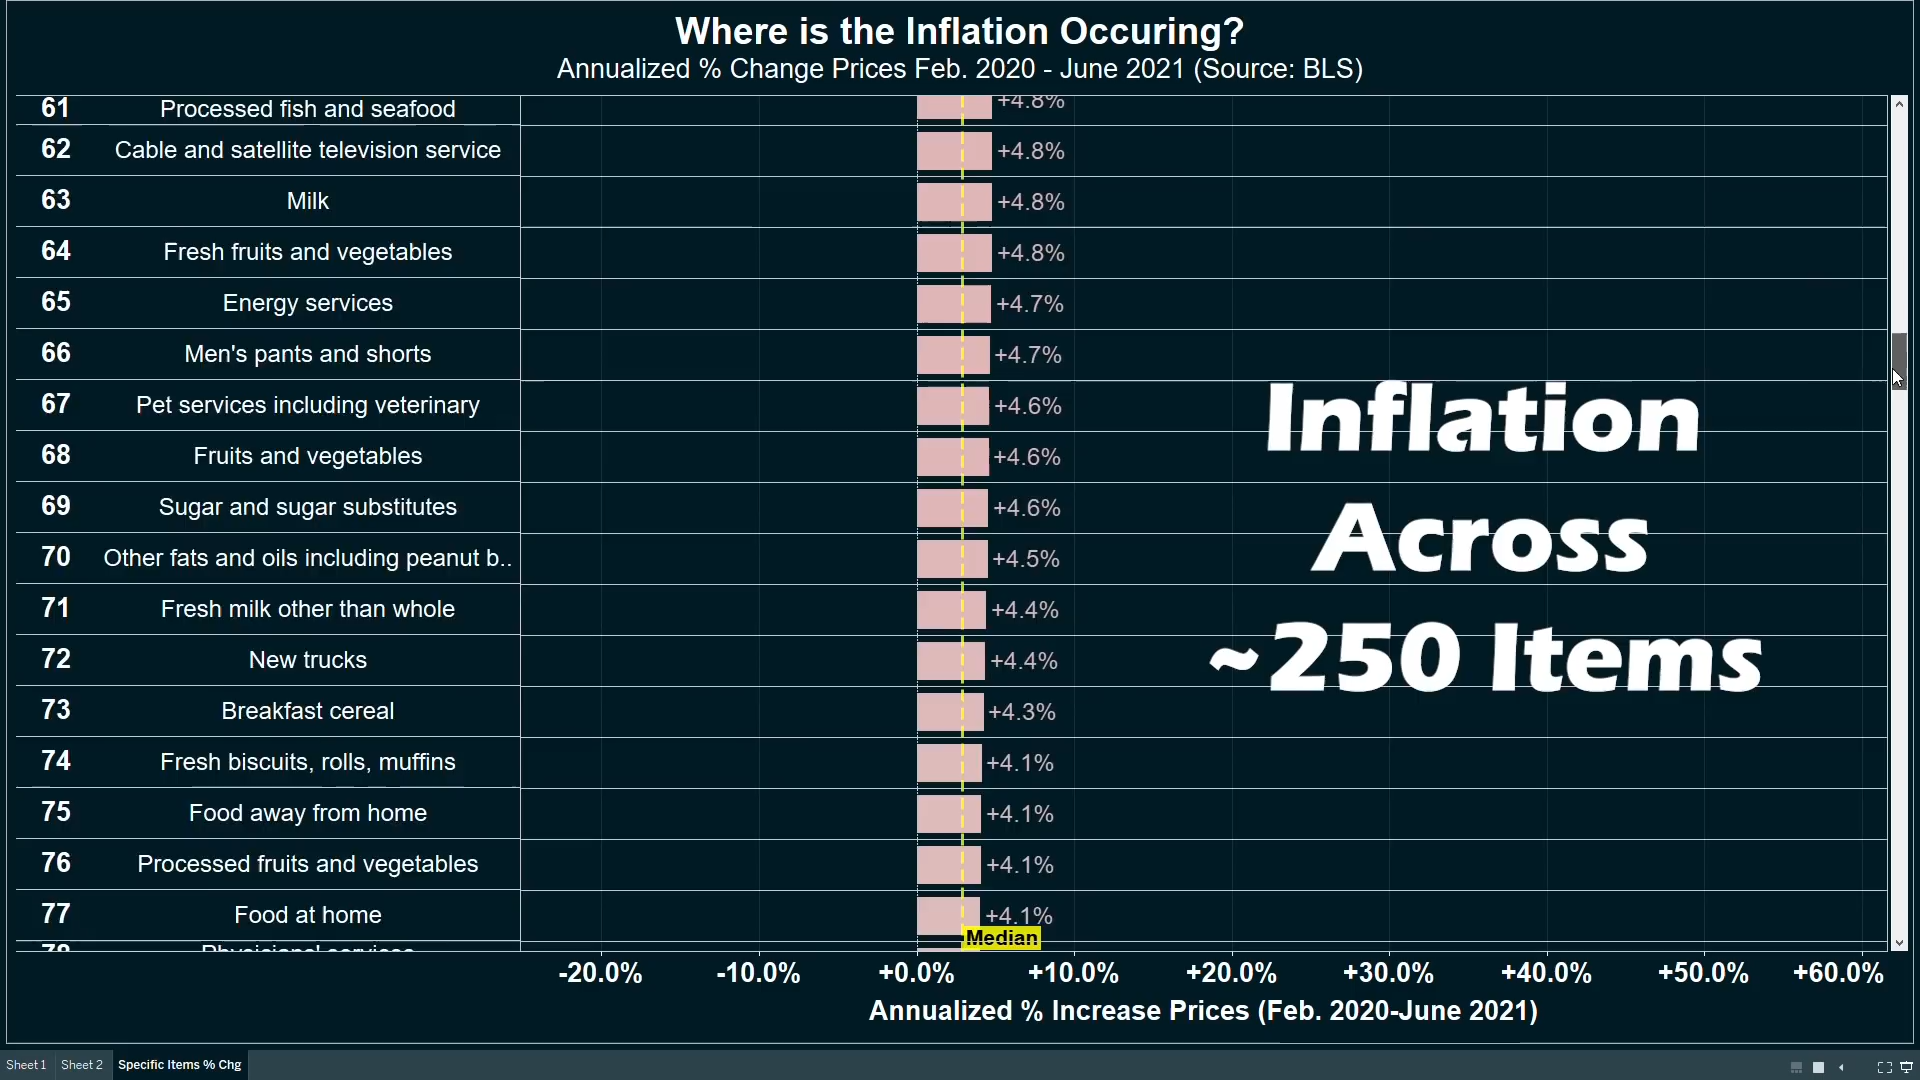 Where is the Inflation Occuring?
Annualized % Change Prices Feb. 2020 - June 2021 (Source: BLS)
61 Processed fish and seafood +4.8%
62 Cable and satellite television service +4.8%
63 Milk +4.8%
64 Fresh fruits and vegetables +4.8%
65 Energy services +4.7%
66 Men's pants and shorts +4.7%
67 Pet services including veterinary +4.6%
68 Fruits and vegetables +4.6%
69 Sugar and sugar substitutes +4.6%
70 Other fats and oils including peanut b.. +4.5%
71 Fresh milk other than whole +4.4%
72 New trucks +4.4%
73 Breakfast cereal +4.3%
74 Fresh biscuits, rolls, muffins +4.1%
75 Food away from home +4.1%
76 Processed fruits and vegetables +4.1%
77 Food at home +4.1%
78 Physicians' services
Median
Inflation
Across
~250 Items
-20.0% -10.0% +0.0% +10.0% +20.0% +30.0% +40.0% +50.0% +60.0%
Annualized % Increase Prices (Feb. 2020-June 2021)
Sheet 1 Sheet 2 Specific Items % Chg